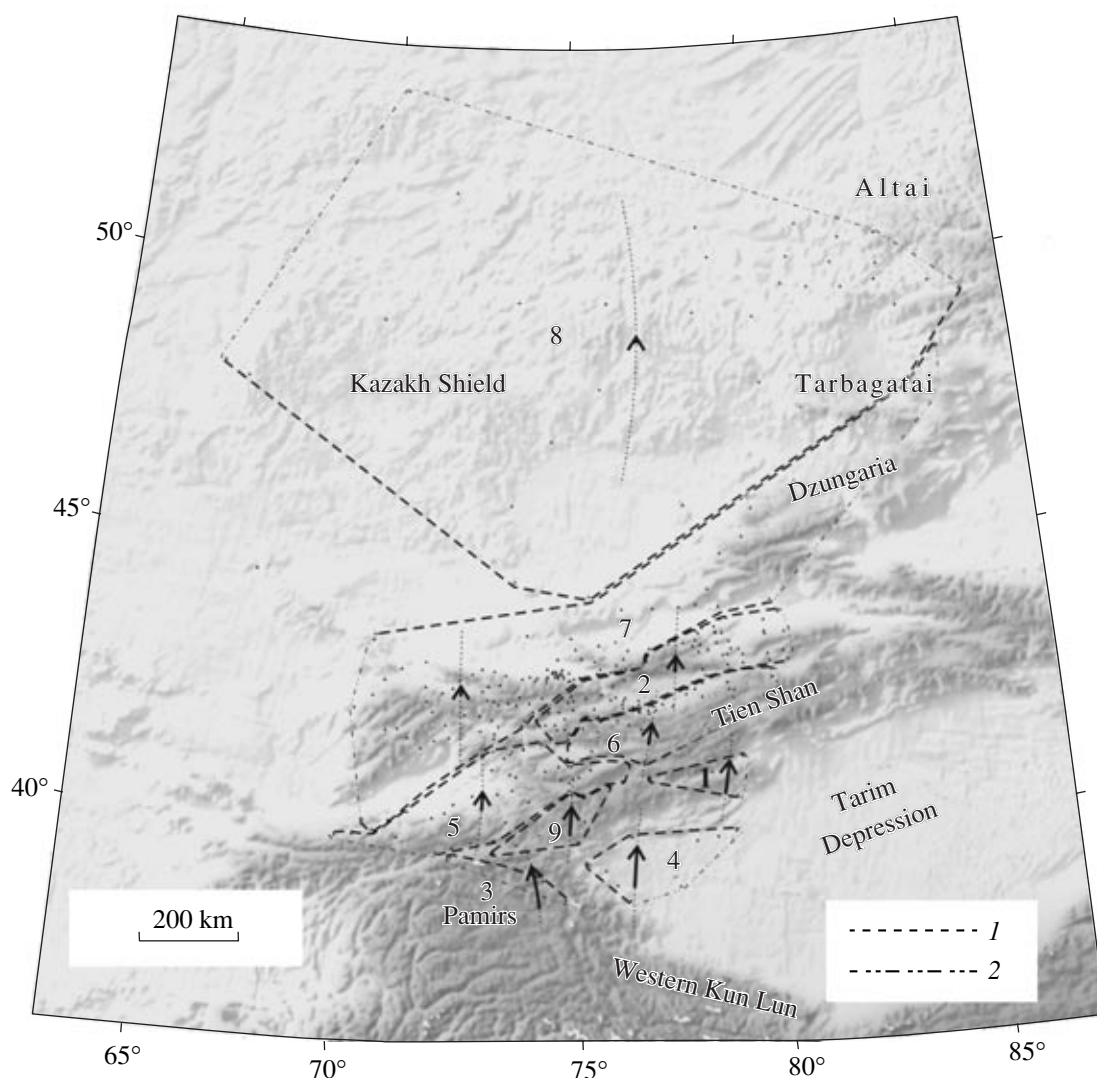 Altai
50°
8
Kazakh Shield
Tarbagatai
Dzungaria
45°
7
2
Tien Shan
6
40°
1
Tarim
Depression
5
9
4
3
Pamirs
200 km
1
2
Western Kun Lun
65°
70°
75°
80°
85°